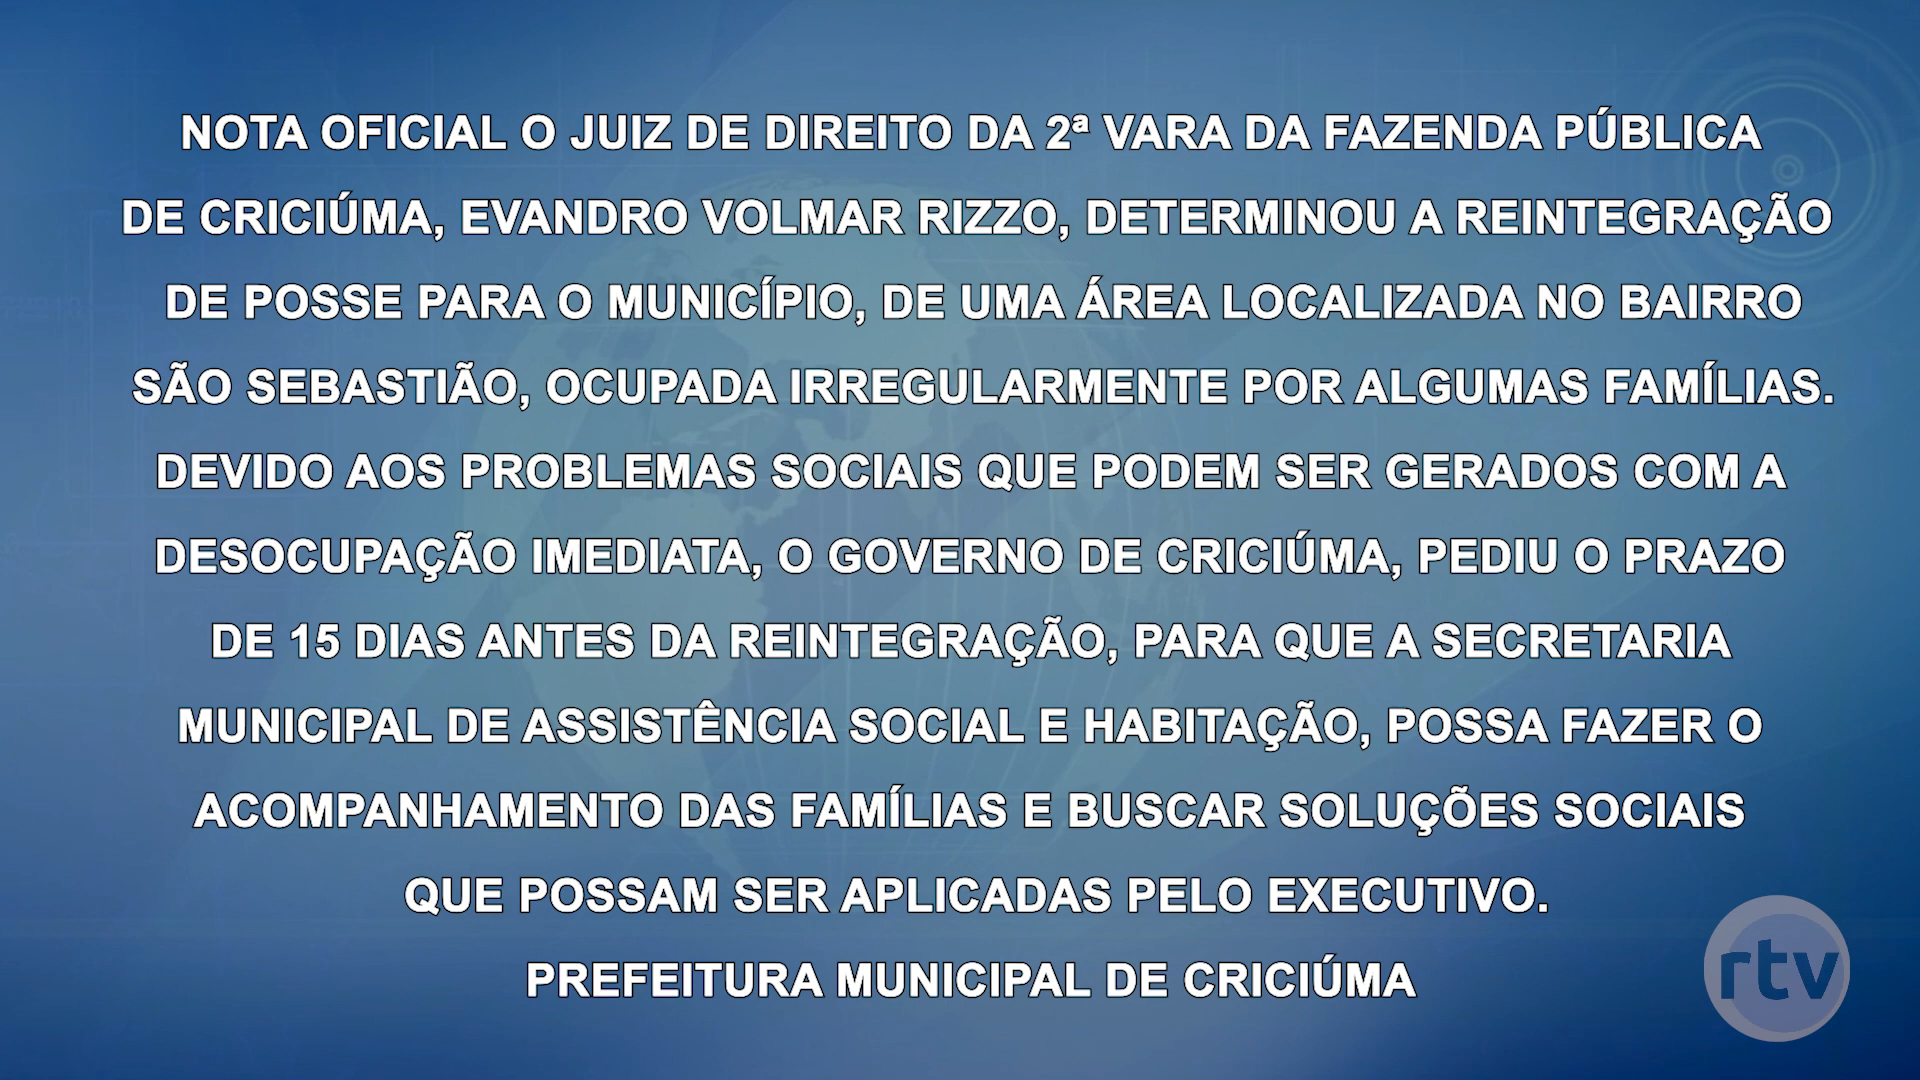 NOTA OFICIAL O JUIZ DE DIREITO DA 2ª VARA DA FAZENDA PÚBLICA
DE CRICIÚMA, EVANDRO VOLMAR RIZZO, DETERMINOU A REINTEGRAÇÃO
DE POSSE PARA O MUNICÍPIO, DE UMA ÁREA LOCALIZADA NO BAIRRO
SÃO SEBASTIÃO, OCUPADA IRREGULARMENTE POR ALGUMAS FAMÍLIAS.
DEVIDO AOS PROBLEMAS SOCIAIS QUE PODEM SER GERADOS COM A
DESOCUPAÇÃO IMEDIATA, O GOVERNO DE CRICIÚMA, PEDIU O PRAZO
DE 15 DIAS ANTES DA REINTEGRAÇÃO, PARA QUE A SECRETARIA
MUNICIPAL DE ASSISTÊNCIA SOCIAL E HABITAÇÃO, POSSA FAZER O
ACOMPANHAMENTO DAS FAMÍLIAS E BUSCAR SOLUÇÕES SOCIAIS
QUE POSSAM SER APLICADAS PELO EXECUTIVO.
PREFEITURA MUNICIPAL DE CRICIÚMA
rtv